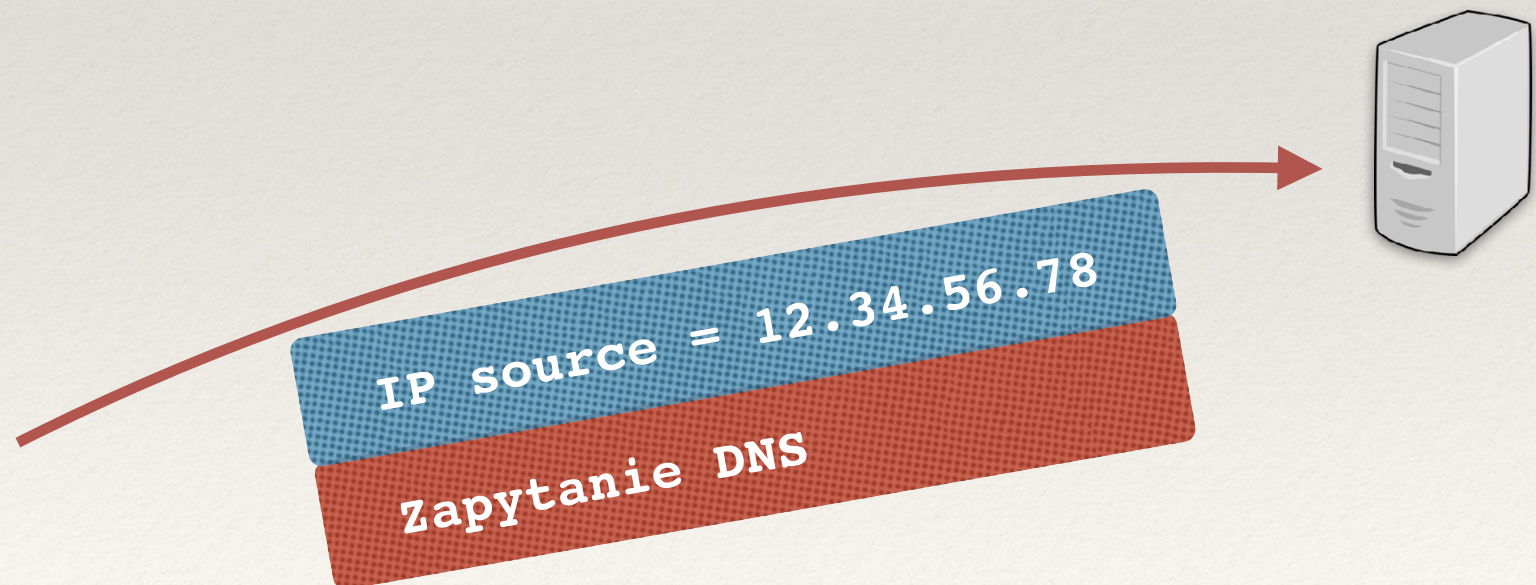 IP source = 12.34.56.78
Zapytanie DNS